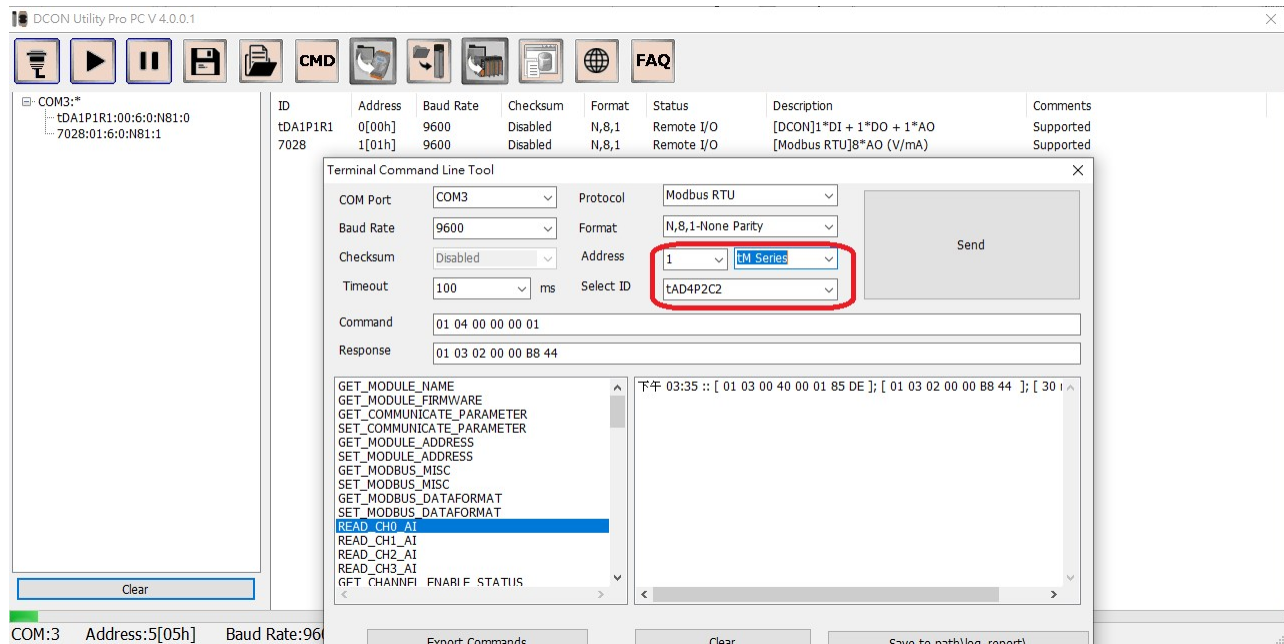 DCON Utility Pro PC V 4.0.0.1
CMD
FAQ
COM3:*
tDA1P1R1:00:6:0:N81:0
7028:01:6:0:N81:1
Clear
ID Address Baud Rate Checksum Format Status Description Comments
tDA1P1R1 0[00h] 9600 Disabled N,8,1 Remote I/O [DCON]1*DI + 1*DO + 1*AO Supported
7028 1[01h] 9600 Disabled N,8,1 Remote I/O [Modbus RTU]8*AO (V/mA) Supported
Terminal Command Line Tool
COM Port COM3 Protocol Modbus RTU
Baud Rate 9600 Format N,8,1-None Parity
Checksum Disabled Address 1 tM Series
Timeout 100 ms Select ID tAD4P2C2
Send
Command 01 04 00 00 00 01
Response 01 03 02 00 00 B8 44
GET_MODULE_NAME
GET_MODULE_FIRMWARE
GET_COMMUNICATE_PARAMETER
SET_COMMUNICATE_PARAMETER
GET_MODULE_ADDRESS
SET_MODULE_ADDRESS
GET_MODBUS_MISC
SET_MODBUS_MISC
GET_MODBUS_DATAFORMAT
SET_MODBUS_DATAFORMAT
READ_CH0_AI
READ_CH1_AI
READ_CH2_AI
READ_CH3_AI
GET_CHANNEL_ENABLE_STATUS
下午 03:35 :: [ 01 03 00 40 00 01 85 DE ]; [ 01 03 02 00 00 B8 44 ]; [ 30
Export Commands Clear Save to path\log_report\
COM:3 Address:5[05h] Baud Rate:960